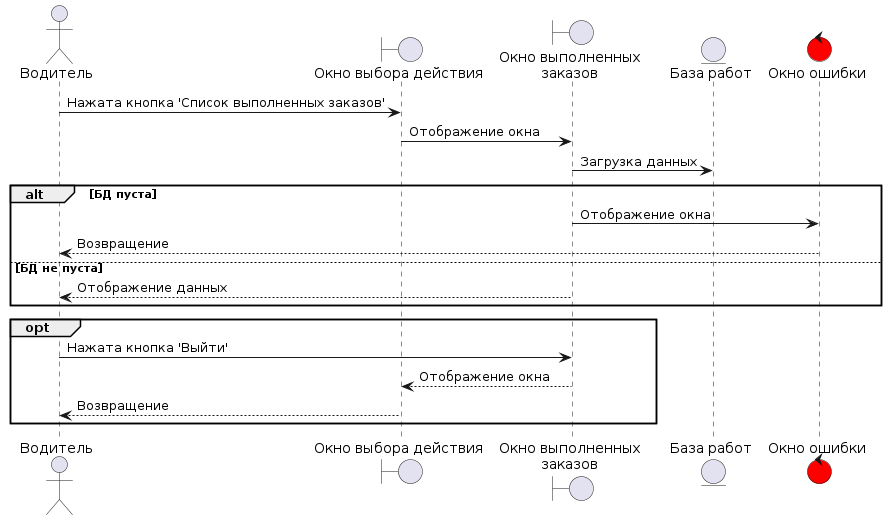 Водитель
Окно выбора действия
Окно выполненных
заказов
База работ
Окно ошибки
Нажата кнопка 'Список выполненных заказов'
Отображение окна
Загрузка данных
alt [БД пуста]
Отображение окна
Возвращение
[БД не пуста]
Отображение данных
opt
Нажата кнопка 'Выйти'
Отображение окна
Возвращение
Водитель
Окно выбора действия
Окно выполненных
заказов
База работ
Окно ошибки